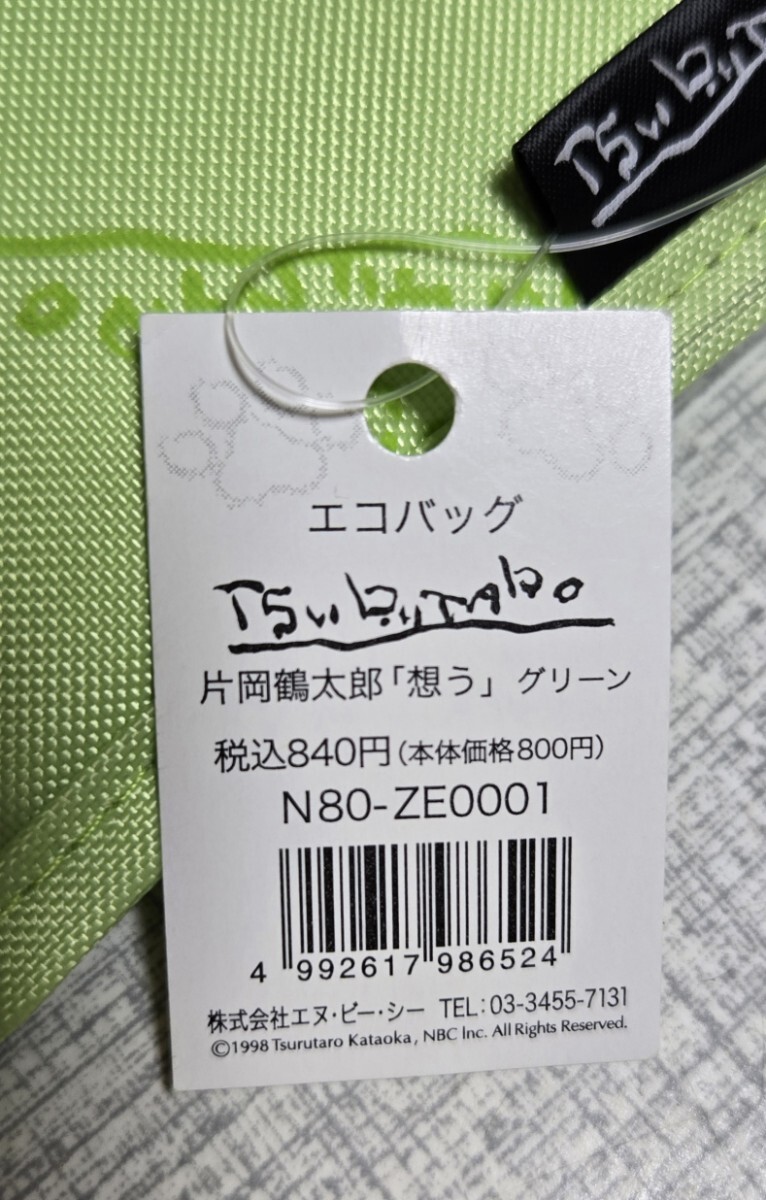 Tsuru
エコバッグ
Tsurutaro
片岡鶴太郎「想う」 グリーン
税込840円(本体価格800円)
N80-ZE0001
4 992617 986524
株式会社エヌ・ビー・シー TEL:03-3455-7131
©1998 Tsurutaro Kataoka, NBC Inc. All Rights Reserved.